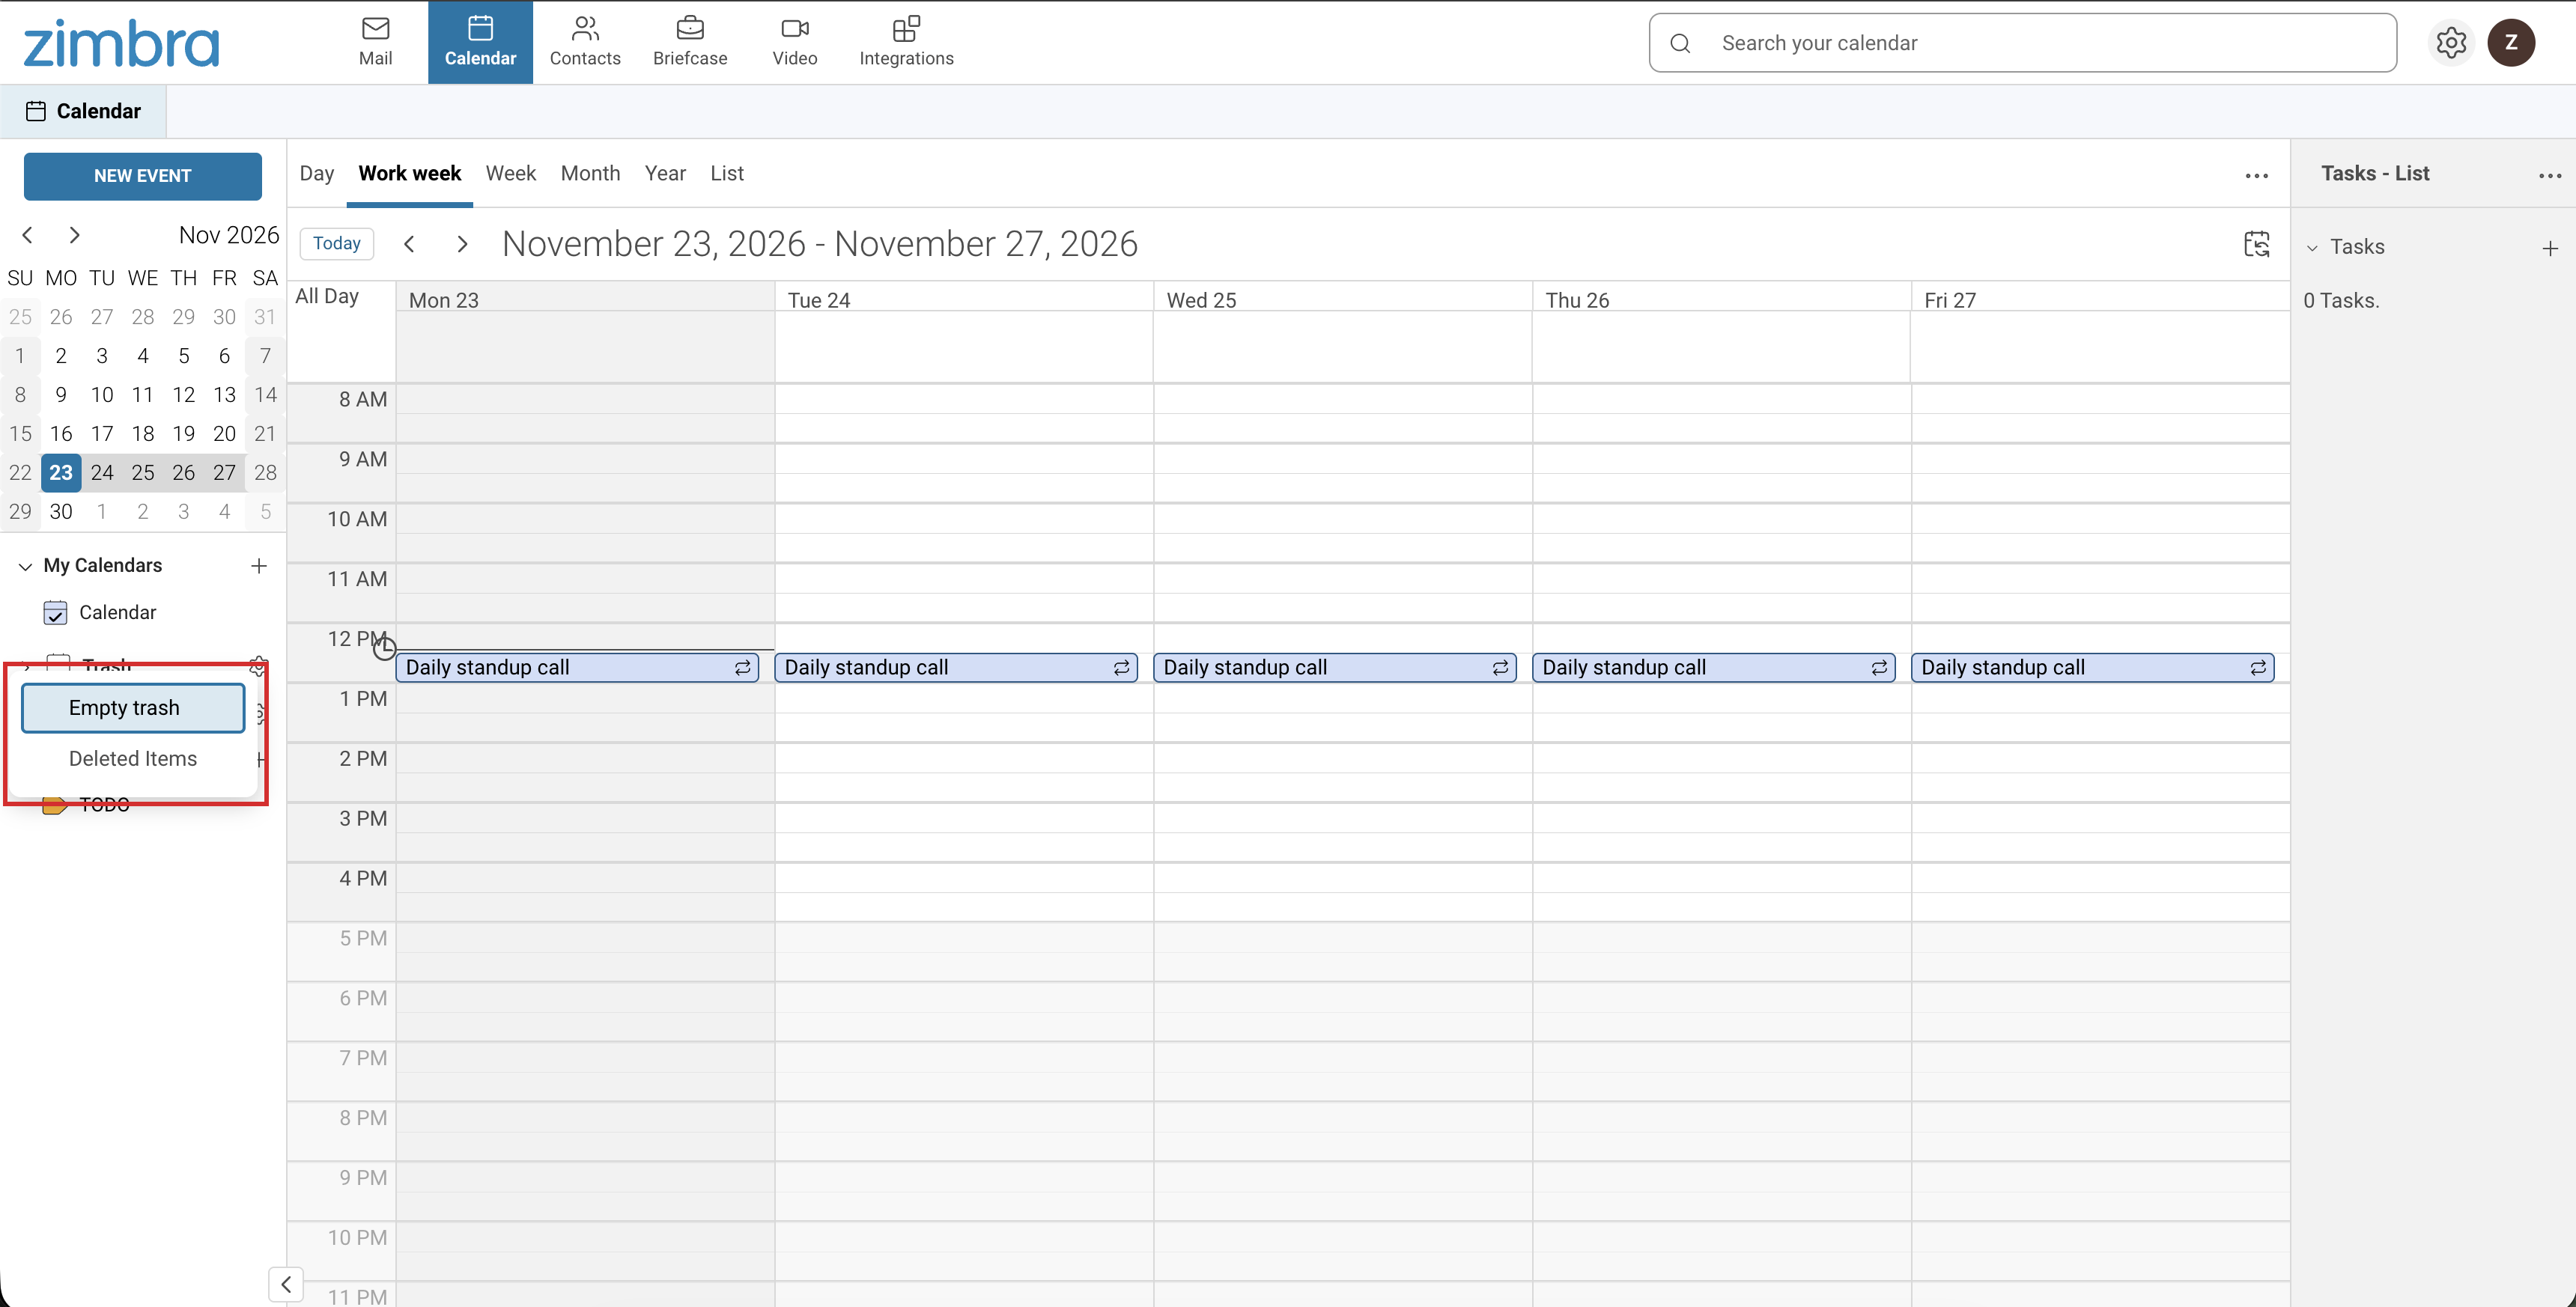 zimbra
Mail
Calendar
Contacts
Briefcase
Video
Integrations
Search your calendar
Z
Calendar
NEW EVENT
Nov 2026
SU MO TU WE TH FR SA
25 26 27 28 29 30 31
1 2 3 4 5 6 7
8 9 10 11 12 13 14
15 16 17 18 19 20 21
22 23 24 25 26 27 28
29 30 1 2 3 4 5
My Calendars
Calendar
Trash
Empty trash
Deleted Items
TODO
Day Work week Week Month Year List
Today
November 23, 2026 - November 27, 2026
All Day
Mon 23
Tue 24
Wed 25
Thu 26
Fri 27
8 AM
9 AM
10 AM
11 AM
12 PM
Daily standup call
Daily standup call
Daily standup call
Daily standup call
Daily standup call
1 PM
2 PM
3 PM
4 PM
5 PM
6 PM
7 PM
8 PM
9 PM
10 PM
11 PM
Tasks - List
Tasks
0 Tasks.